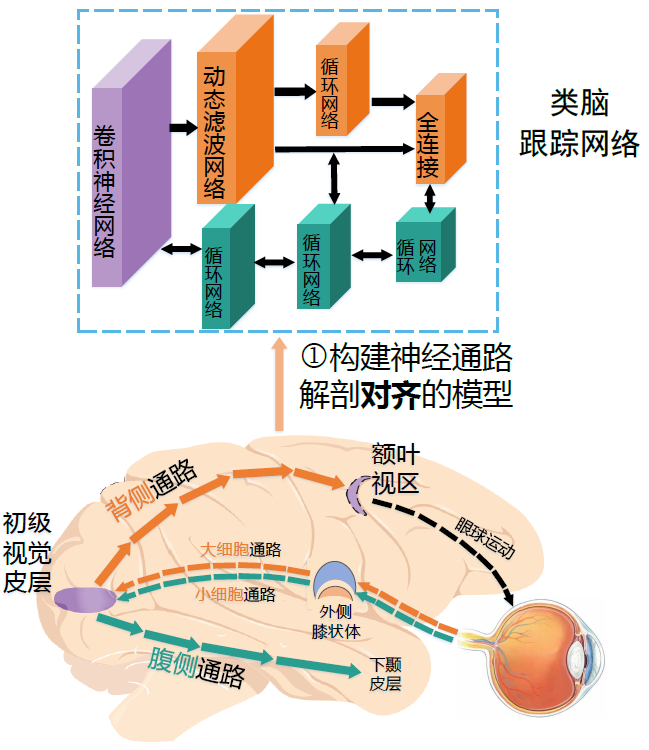 卷积神经网络
动态滤波网络
循环网络
全连接
循环网络
循环网络
循环
网络
类脑
跟踪网络
①构建神经通路
解剖对齐的模型
额叶
视区
背侧通路
眼球运动
初级
视觉
皮层
大细胞通路
小细胞通路
外侧
膝状体
腹侧通路
下颞
皮层